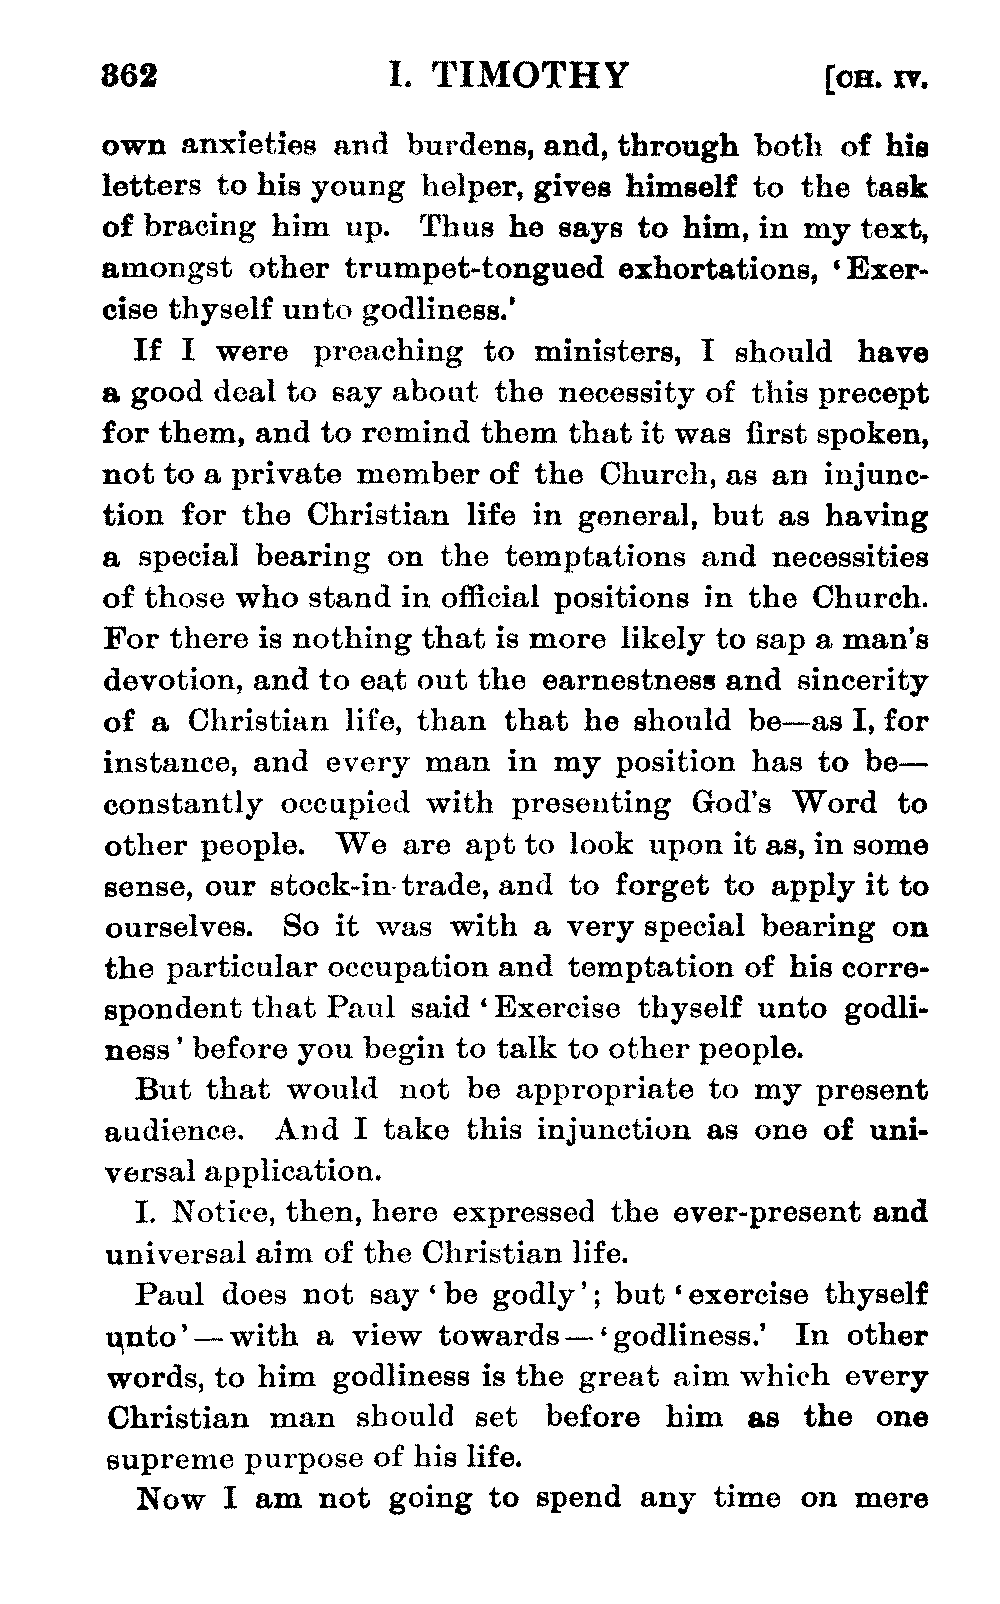 362 I. TIMOTHY [CH. IV.
own anxieties and burdens, and, through both of his
letters to his young helper, gives himself to the task
of bracing him up. Thus he says to him, in my text,
amongst other trumpet-tongued exhortations, ‘Exer-
cise thyself unto godliness.’
If I were preaching to ministers, I should have
a good deal to say about the necessity of this precept
for them, and to remind them that it was first spoken,
not to a private member of the Church, as an injunc-
tion for the Christian life in general, but as having
a special bearing on the temptations and necessities
of those who stand in official positions in the Church.
For there is nothing that is more likely to sap a man’s
devotion, and to eat out the earnestness and sincerity
of a Christian life, than that he should be—as I, for
instance, and every man in my position has to be—
constantly occupied with presenting God’s Word to
other people. We are apt to look upon it as, in some
sense, our stock-in-trade, and to forget to apply it to
ourselves. So it was with a very special bearing on
the particular occupation and temptation of his corre-
spondent that Paul said ‘Exercise thyself unto godli-
ness’ before you begin to talk to other people.
But that would not be appropriate to my present
audience. And I take this injunction as one of uni-
versal application.
I. Notice, then, here expressed the ever-present and
universal aim of the Christian life.
Paul does not say ‘be godly’; but ‘exercise thyself
unto’—with a view towards—‘godliness.’ In other
words, to him godliness is the great aim which every
Christian man should set before him as the one
supreme purpose of his life.
Now I am not going to spend any time on mere